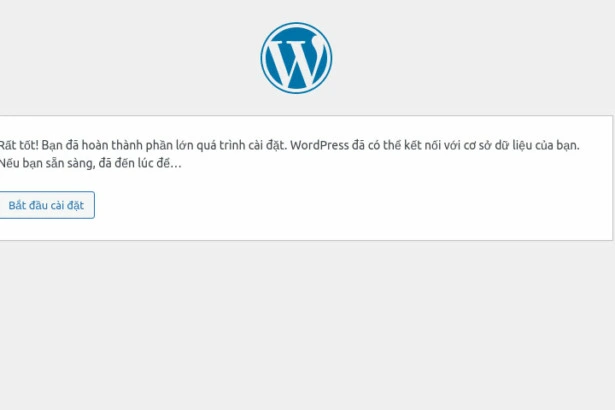 Rất tốt! Bạn đã hoàn thành phần lớn quá trình cài đặt. WordPress đã có thể kết nối với cơ sở dữ liệu của bạn.
Nếu bạn sẵn sàng, đã đến lúc để…
Bắt đầu cài đặt